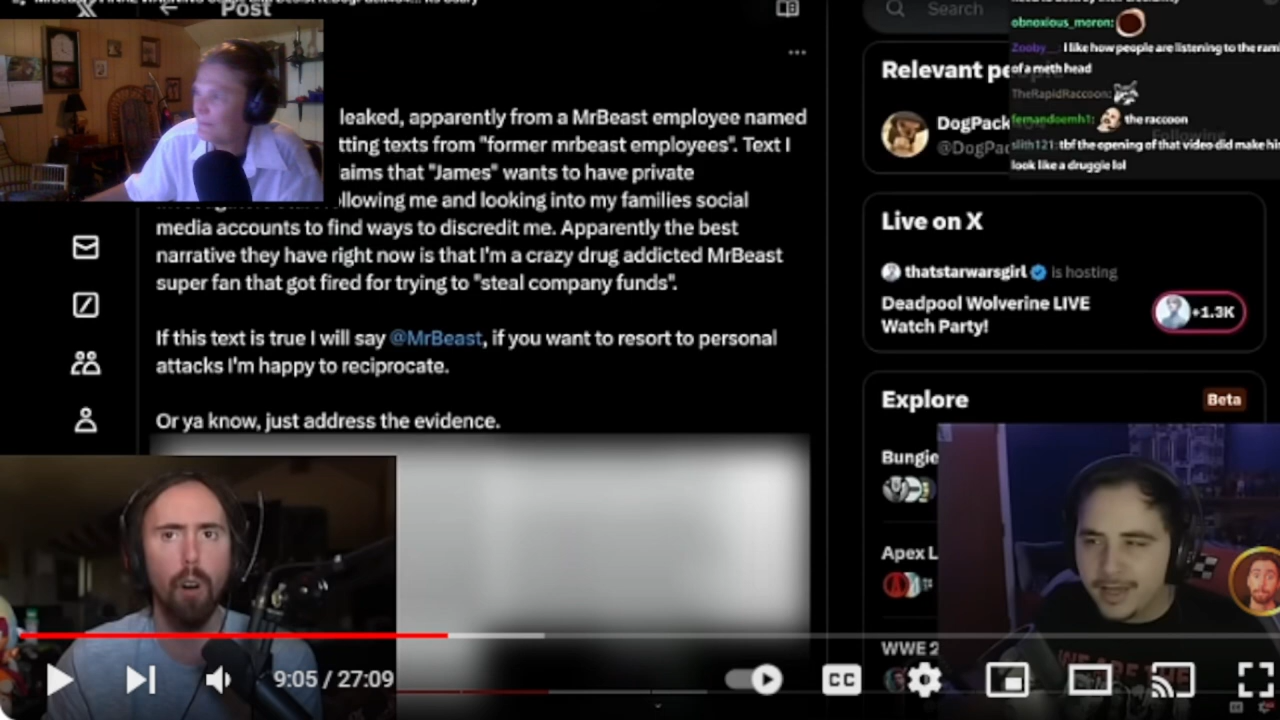 Post
Search
leaked, apparently from a MrBeast employee named
tting texts from "former mrbeast employees". Text I
laims that "James" wants to have private
llowing me and looking into my families social
media accounts to find ways to discredit me. Apparently the best
narrative they have right now is that I'm a crazy drug addicted MrBeast
super fan that got fired for trying to "steal company funds".
If this text is true I will say @MrBeast, if you want to resort to personal
attacks I'm happy to reciprocate.
Or ya know, just address the evidence.
obnoxious_moron:
Zooby__: I like how people are listening to the ram
of a meth head
TheRapidRaccoon:
fernandoemh1: the raccoon
slith121: tbf the opening of that video did make hi
look like a druggie lol
Relevant pe
DogPack
@DogPac
Following
Live on X
thatstarwarsgirl is hosting
Deadpool Wolverine LIVE
Watch Party!
+1.3K
Explore
Beta
Bungie
Apex L
WWE 2
WE ARE THE
9:05 / 27:09
CC